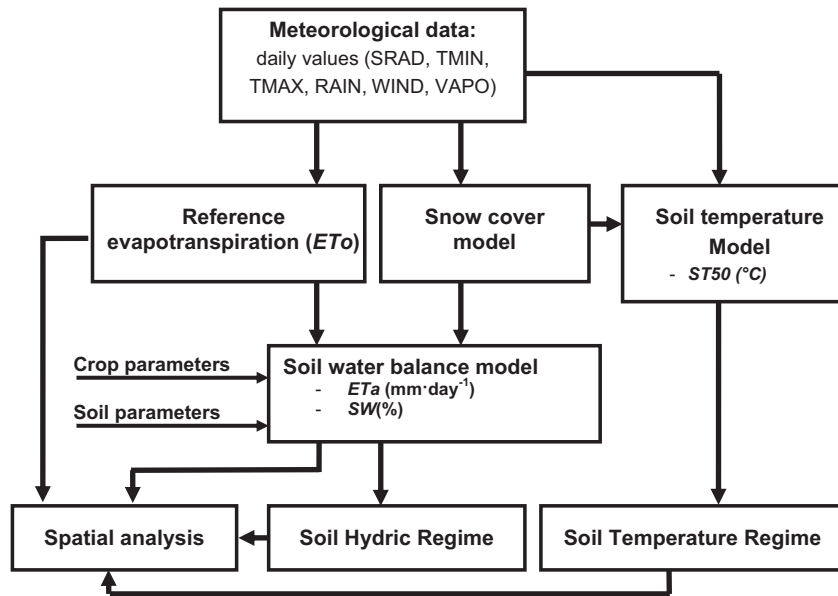 Meteorological data:
daily values (SRAD, TMIN,
TMAX, RAIN, WIND, VAPO)
Reference
evapotranspiration (ETo)
Snow cover
model
Soil temperature
Model
- ST50 (°C)
Crop parameters
Soil parameters
Soil water balance model
- ETa (mm·day⁻¹)
- SW(%)
Spatial analysis
Soil Hydric Regime
Soil Temperature Regime